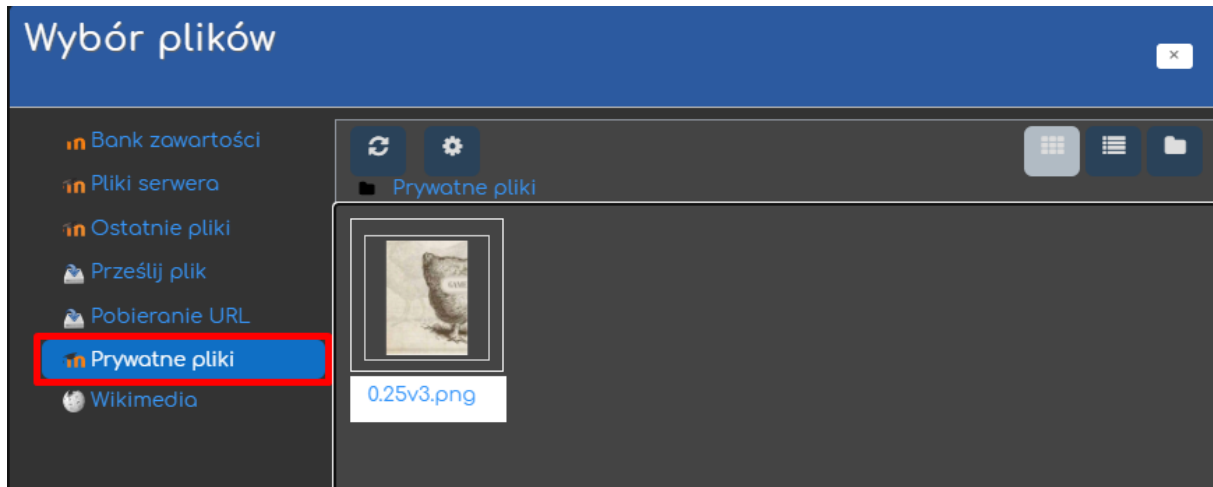 Wybór plików
Bank zawartości
Pliki serwera
Ostatnie pliki
Prześlij plik
Pobieranie URL
Prywatne pliki
Wikimedia
Prywatne pliki
GAME
0.25v3.png